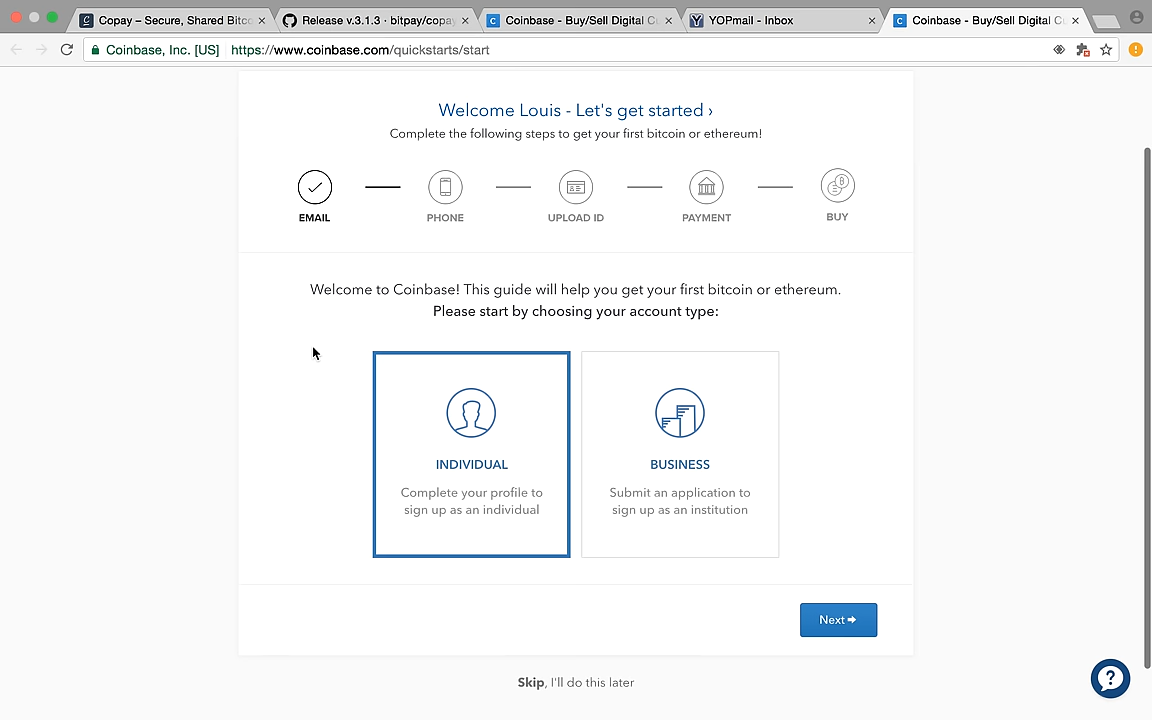 Copay – Secure, Shared Bitco
Release v.3.1.3 · bitpay/copay
Coinbase - Buy/Sell Digital C
YOPmail - Inbox
Coinbase - Buy/Sell Digital C
Coinbase, Inc. [US]
https://www.coinbase.com/quickstarts/start
Welcome Louis - Let's get started ›
Complete the following steps to get your first bitcoin or ethereum!
EMAIL
PHONE
UPLOAD ID
PAYMENT
BUY
Welcome to Coinbase! This guide will help you get your first bitcoin or ethereum.
Please start by choosing your account type:
INDIVIDUAL
Complete your profile to
sign up as an individual
BUSINESS
Submit an application to
sign up as an institution
Next
Skip, I'll do this later